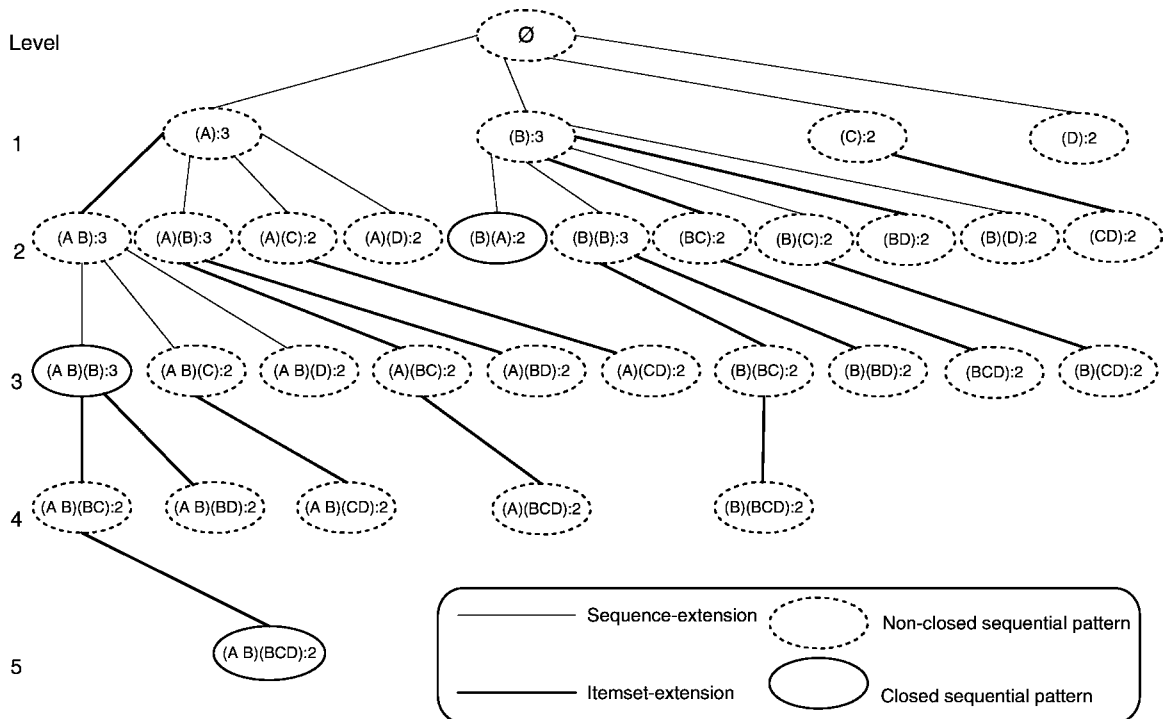 Level
Ø
1
(A):3
(B):3
(C):2
(D):2
2
(A B):3
(A)(B):3
(A)(C):2
(A)(D):2
(B)(A):2
(B)(B):3
(BC):2
(B)(C):2
(BD):2
(B)(D):2
(CD):2
3
(A B)(B):3
(A B)(C):2
(A B)(D):2
(A)(BC):2
(A)(BD):2
(A)(CD):2
(B)(BC):2
(B)(BD):2
(BCD):2
(B)(CD):2
4
(A B)(BC):2
(A B)(BD):2
(A B)(CD):2
(A)(BCD):2
(B)(BCD):2
5
(A B)(BCD):2
Sequence-extension
Non-closed sequential pattern
Itemset-extension
Closed sequential pattern